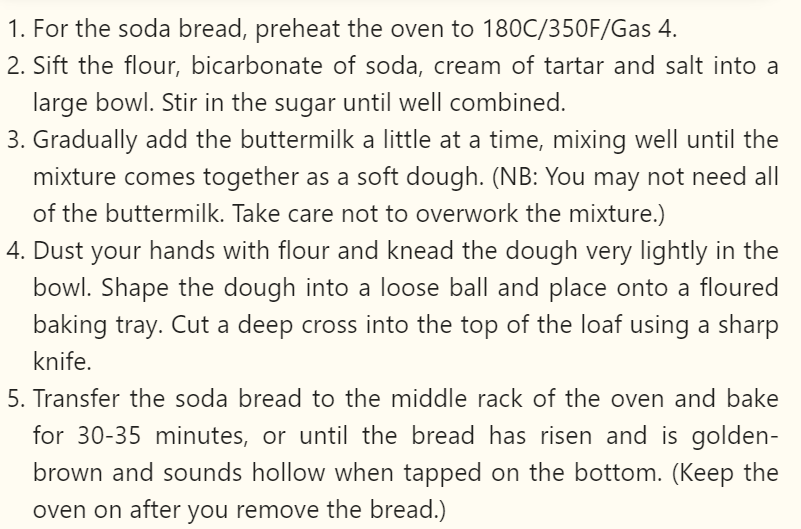 1. For the soda bread, preheat the oven to 180C/350F/Gas 4.
2. Sift the flour, bicarbonate of soda, cream of tartar and salt into a
large bowl. Stir in the sugar until well combined.
3. Gradually add the buttermilk a little at a time, mixing well until the
mixture comes together as a soft dough. (NB: You may not need all
of the buttermilk. Take care not to overwork the mixture.)
4. Dust your hands with flour and knead the dough very lightly in the
bowl. Shape the dough into a loose ball and place onto a floured
baking tray. Cut a deep cross into the top of the loaf using a sharp
knife.
5. Transfer the soda bread to the middle rack of the oven and bake
for 30-35 minutes, or until the bread has risen and is golden-
brown and sounds hollow when tapped on the bottom. (Keep the
oven on after you remove the bread.)